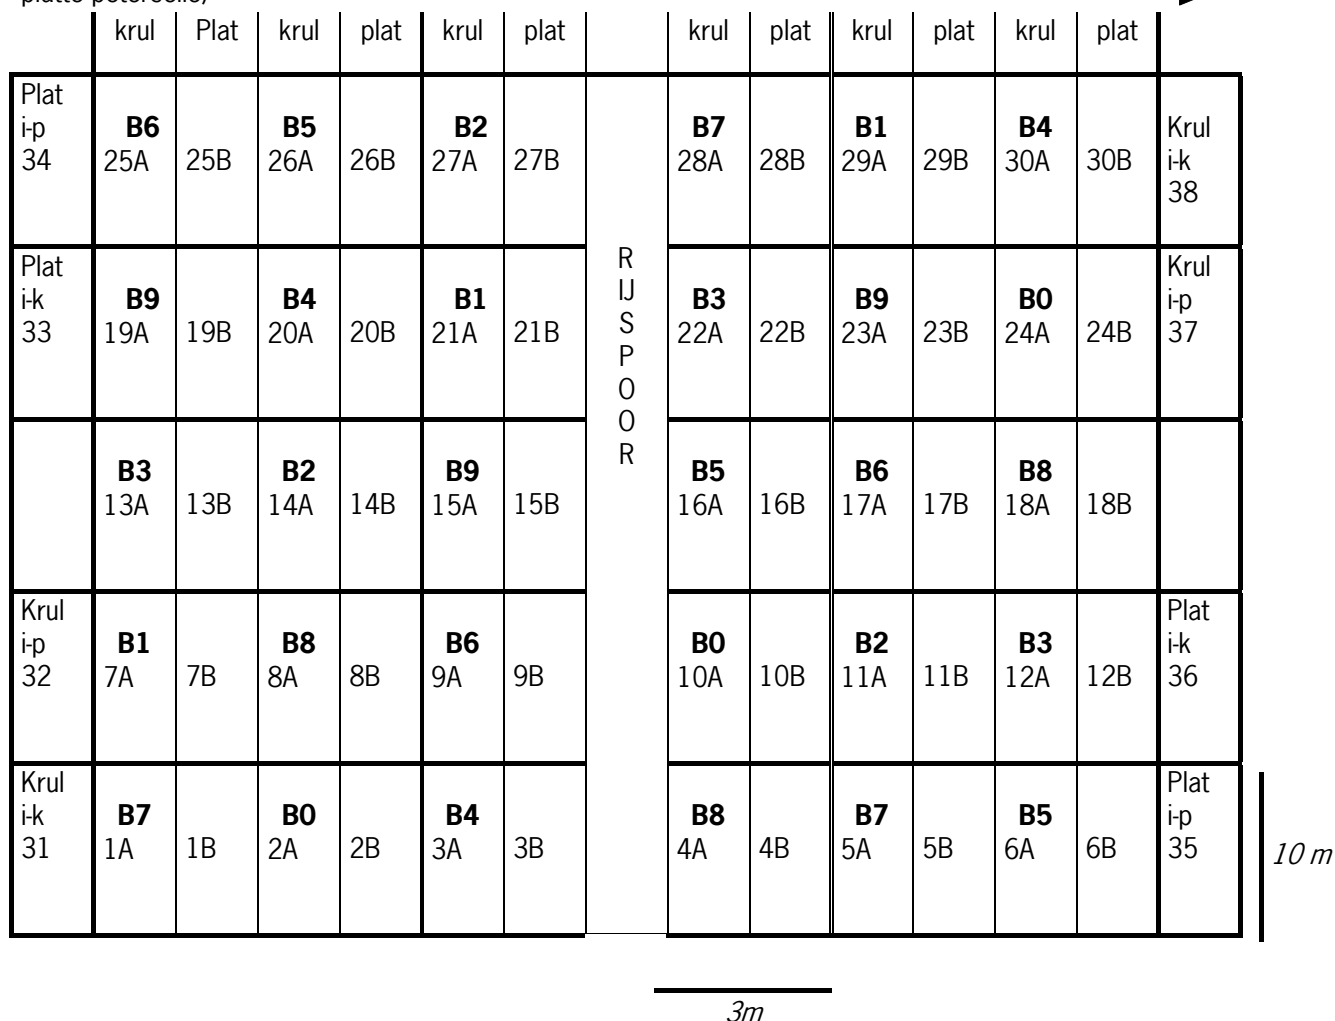 krul Plat krul plat krul plat krul plat krul plat krul plat
Plat
i-p B6 B5 B2 B7 B1 B4 Krul
34 25A 25B 26A 26B 27A 27B 28A 28B 29A 29B 30A 30B i-k
38
Plat R Krul
i-k B9 B4 B1 IJ B3 B9 B0 i-p
33 19A 19B 20A 20B 21A 21B S 22A 22B 23A 23B 24A 24B 37
P
O
O
B3 B2 B9 R B5 B6 B8
13A 13B 14A 14B 15A 15B 16A 16B 17A 17B 18A 18B
Krul Plat
i-p B1 B8 B6 B0 B2 B3 i-k
32 7A 7B 8A 8B 9A 9B 10A 10B 11A 11B 12A 12B 36
Krul Plat
i-k B7 B0 B4 B8 B7 B5 i-p
31 1A 1B 2A 2B 3A 3B 4A 4B 5A 5B 6A 6B 35 10 m
3m